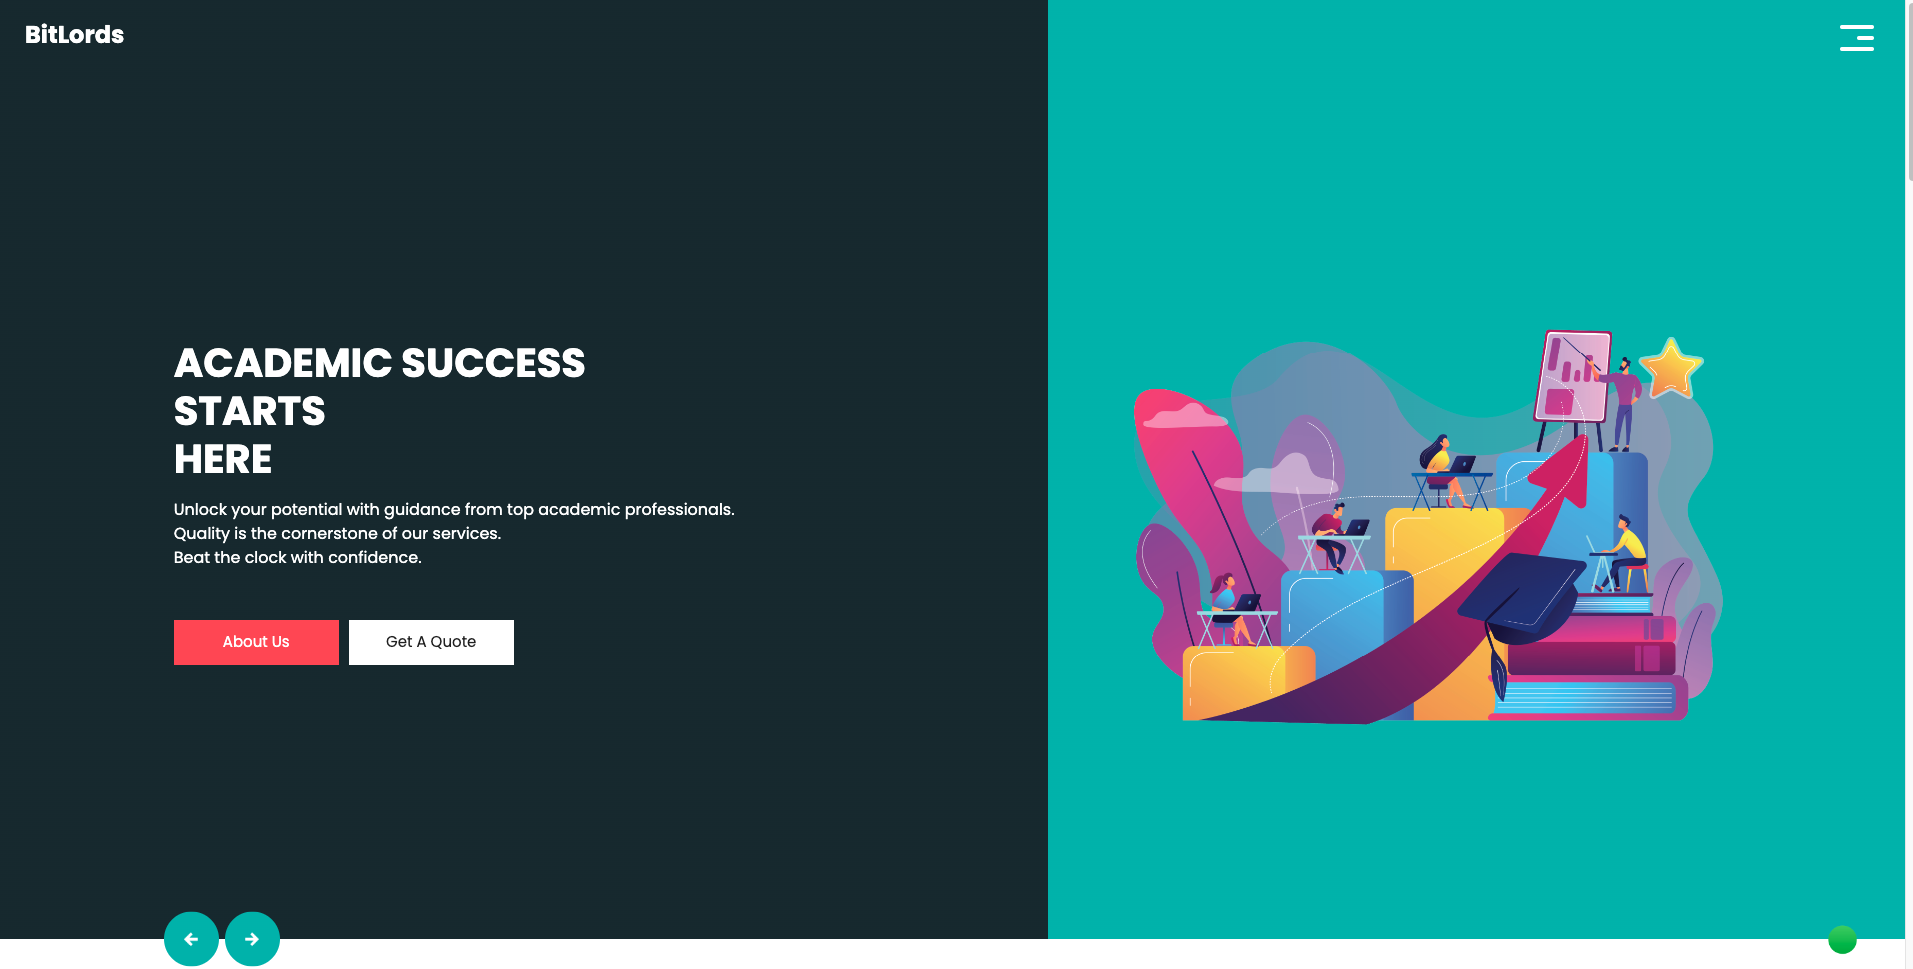 BitLords
ACADEMIC SUCCESS
STARTS
HERE
Unlock your potential with guidance from top academic professionals.
Quality is the cornerstone of our services.
Beat the clock with confidence.
About Us
Get A Quote